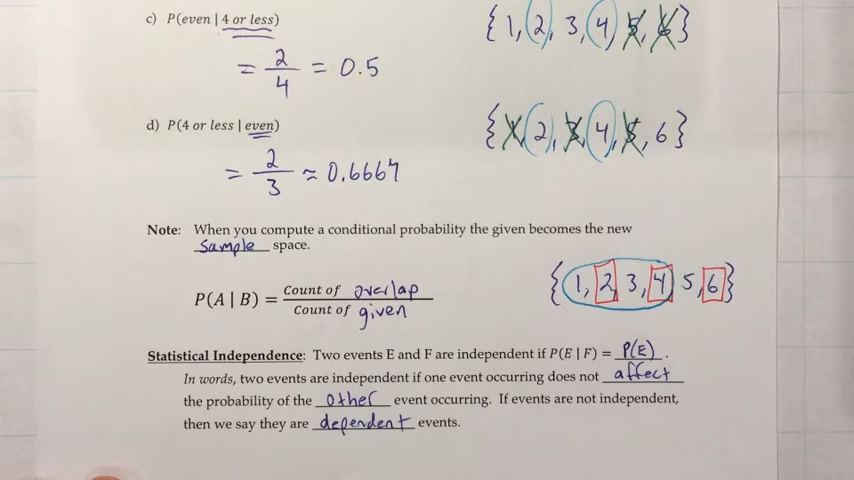 c) P(even | 4 or less)
{1, 2, 3, 4, 5, 6}
= 2/4 = 0.5
d) P(4 or less | even)
{1, 2, 3, 4, 5, 6}
= 2/3 ≈ 0.6667
Note: When you compute a conditional probability the given becomes the new
sample space.
{1, 2, 3, 4, 5, 6}
P(A | B) = Count of overlap / Count of given
Statistical Independence: Two events E and F are independent if P(E | F) = P(E).
In words, two events are independent if one event occurring does not affect
the probability of the other event occurring. If events are not independent,
then we say they are dependent events.